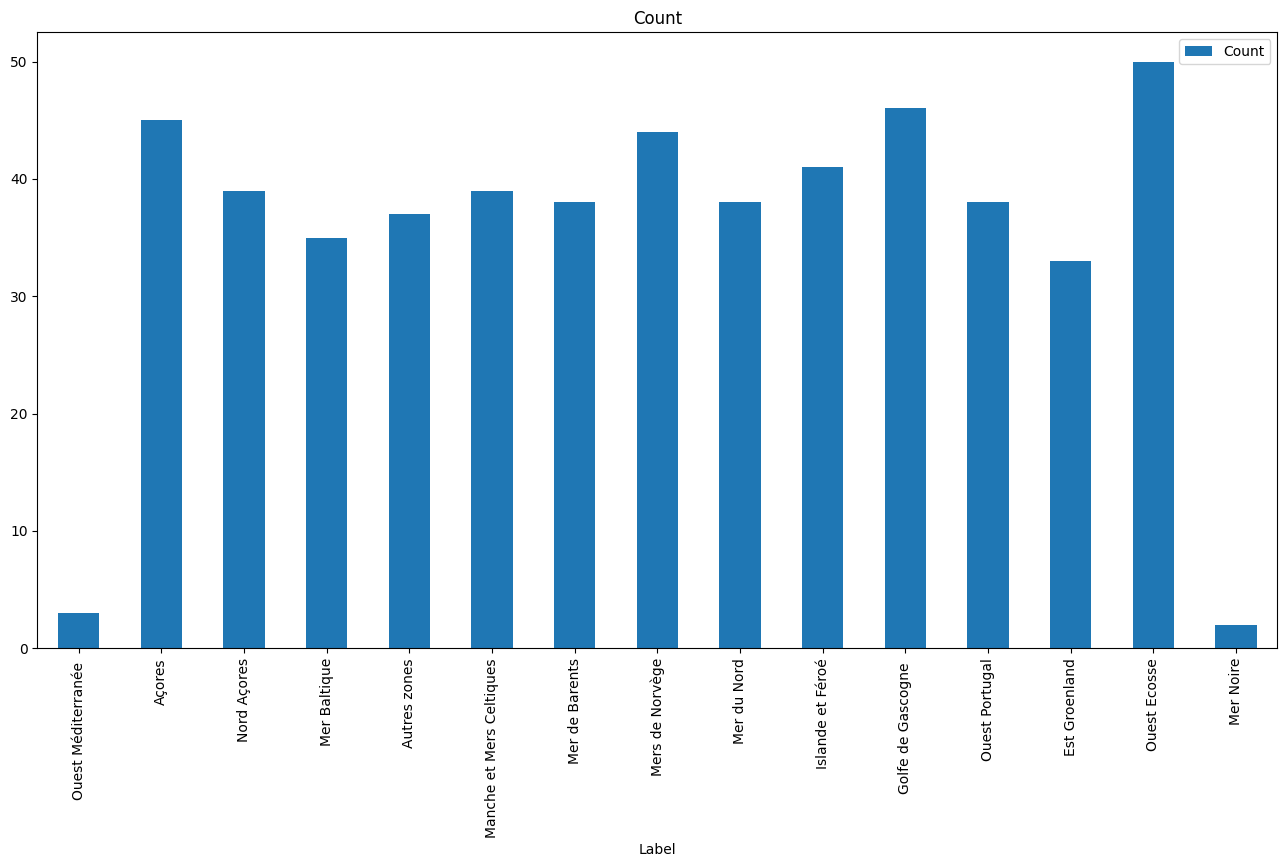 Count
Count
50
40
30
20
10
0
Ouest Méditerranée
Açores
Nord Açores
Mer Baltique
Autres zones
Manche et Mers Celtiques
Mer de Barents
Mers de Norvège
Mer du Nord
Islande et Féroé
Golfe de Gascogne
Ouest Portugal
Est Groenland
Ouest Ecosse
Mer Noire
Label